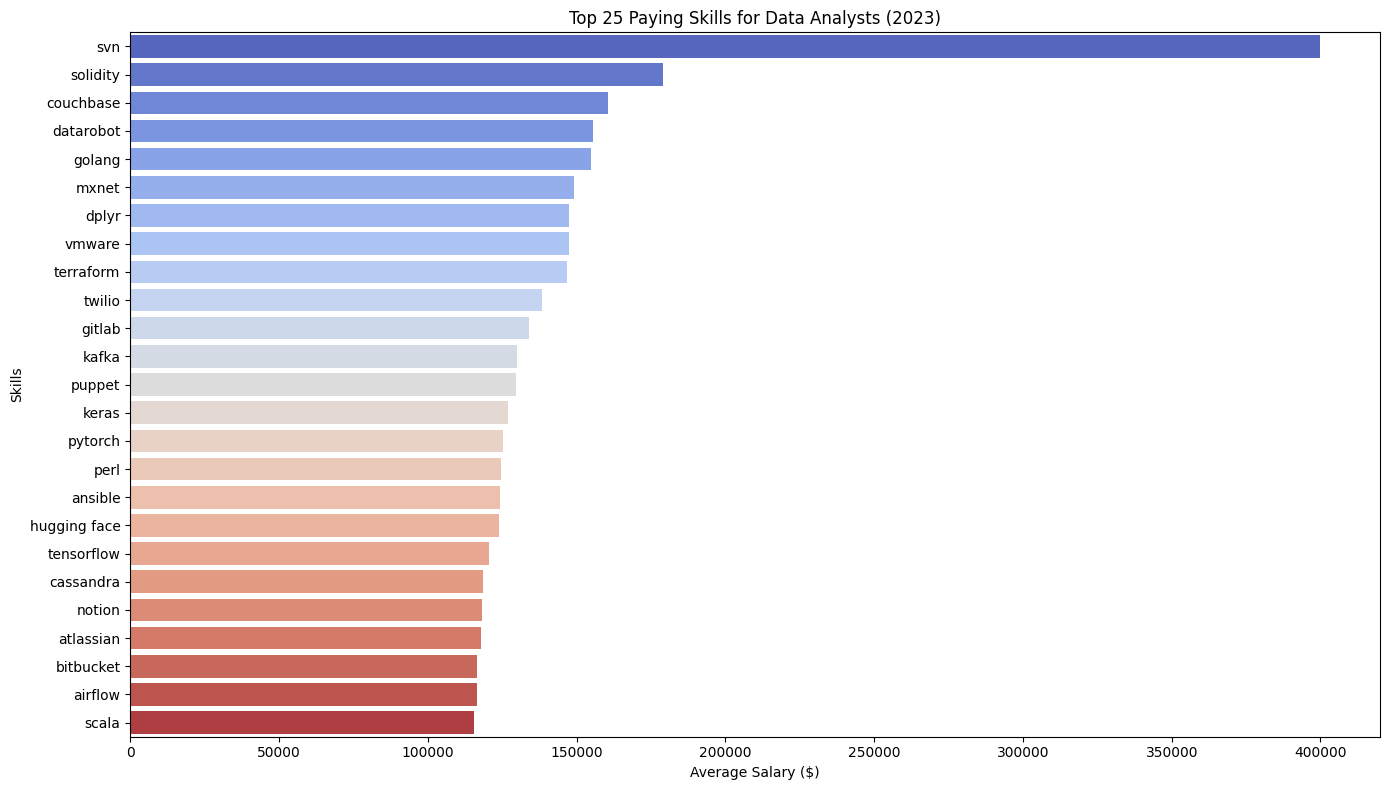 Top 25 Paying Skills for Data Analysts (2023)
svn
solidity
couchbase
datarobot
golang
mxnet
dplyr
vmware
terraform
twilio
gitlab
kafka
puppet
keras
pytorch
perl
ansible
hugging face
tensorflow
cassandra
notion
atlassian
bitbucket
airflow
scala
Skills
0 50000 100000 150000 200000 250000 300000 350000 400000
Average Salary ($)